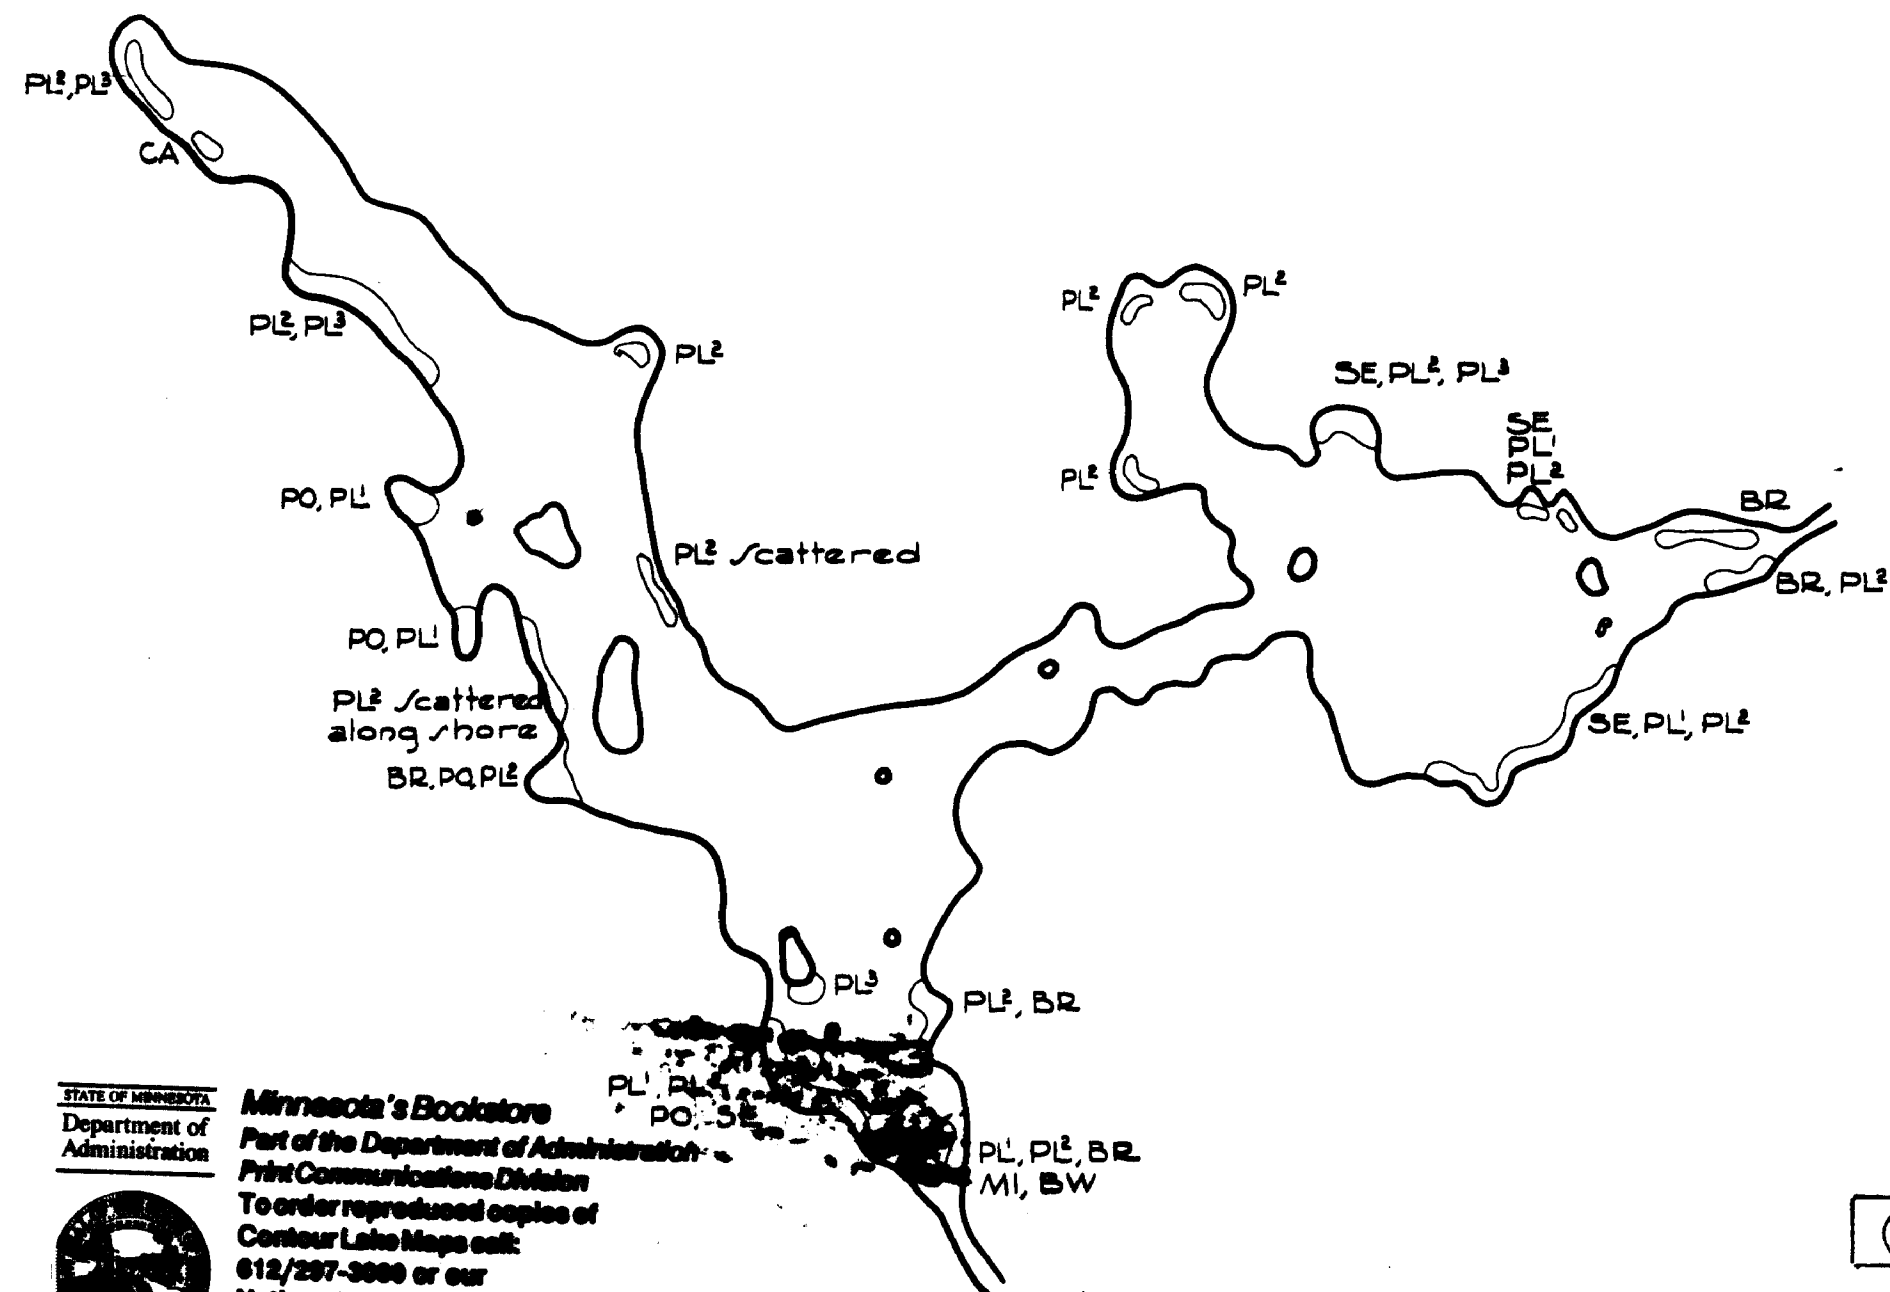 PL², PL³
CA
PL², PL³
PL²
PL²
PL²
SE, PL², PL³
SE
PL¹
PL²
PL²
PO, PL¹
BR
PL² scattered
BR, PL²
PO, PL¹
PL² scattered
along shore
SE, PL¹, PL²
BR, PO, PL²
PL³
PL², BR
PL¹, PL
PO, SE
PL¹, PL², BR
MI, BW
STATE OF MINNESOTA
Department of
Administration
Minnesota's Bookstore
Part of the Department of Administration
Print Communications Division
To order reproduced copies of
Contour Lake Maps call:
612/297-3000 or our